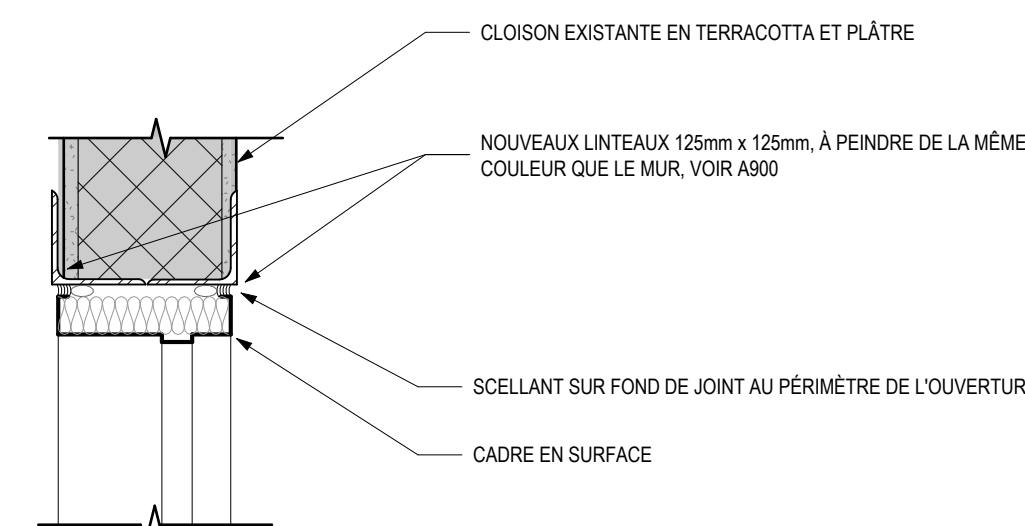 CLOISON EXISTANTE EN TERRACOTTA ET PLÂTRE
NOUVEAUX LINTEAUX 125mm x 125mm, À PEINDRE DE LA MÊME
COULEUR QUE LE MUR, VOIR A900
SCELLANT SUR FOND DE JOINT AU PÉRIMÈTRE DE L'OUVERTUR
CADRE EN SURFACE